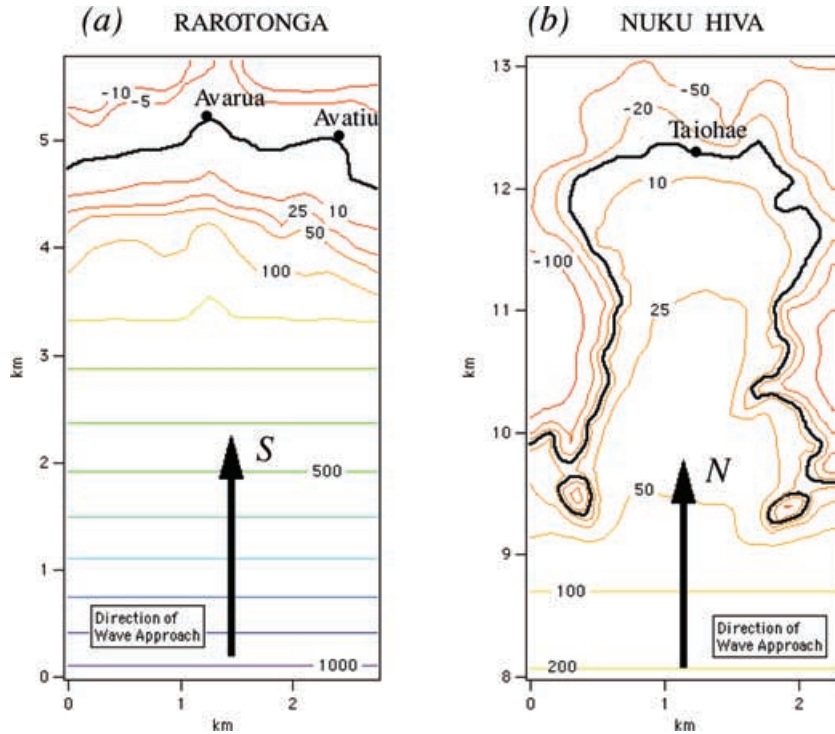 (a) RAROTONGA
-10
-5
Avarua
Avatiu
5
4
3
2
1
0
km
25
10
50
100
500
1000
S
Direction of
Wave Approach
0
1
2
km
(b) NUKU HIVA
13
12
11
10
9
8
km
-50
-20
Taiohae
10
-100
25
50
N
100
200
Direction of
Wave Approach
0
1
2
km